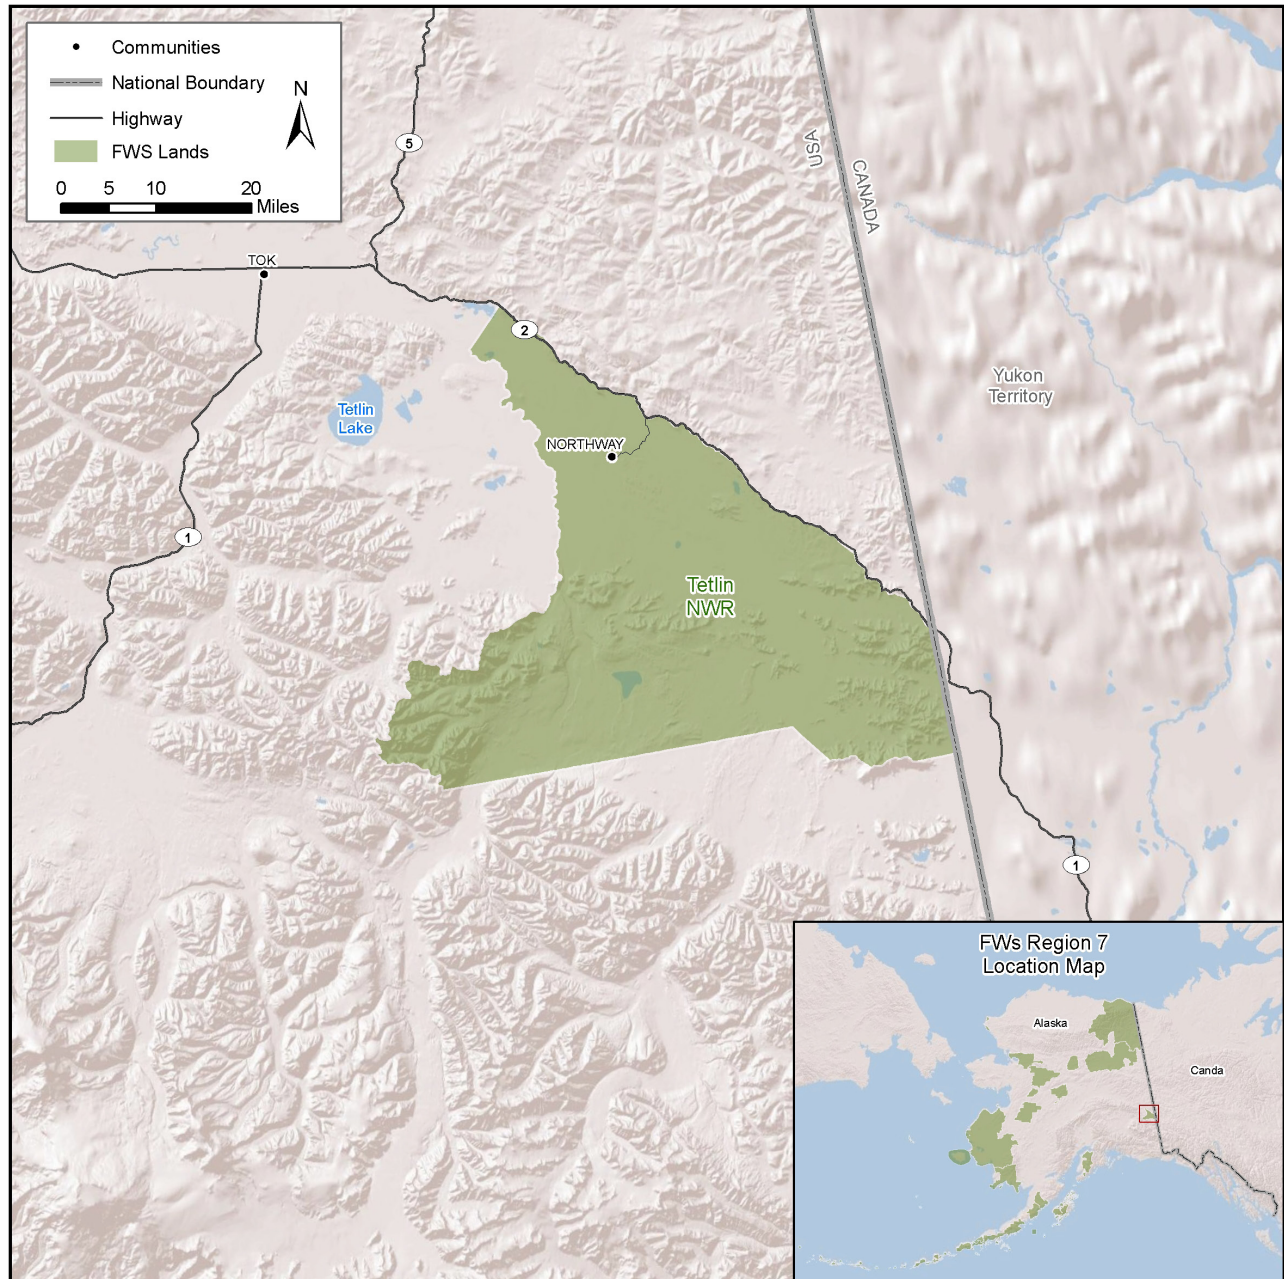 Communities
National Boundary
Highway
FWS Lands
N
0 5 10 20
Miles
5
USA
CANADA
TOK
2
Yukon
Territory
Tetlin
Lake
NORTHWAY
1
Tetlin
NWR
1
FWs Region 7
Location Map
Alaska
Canda